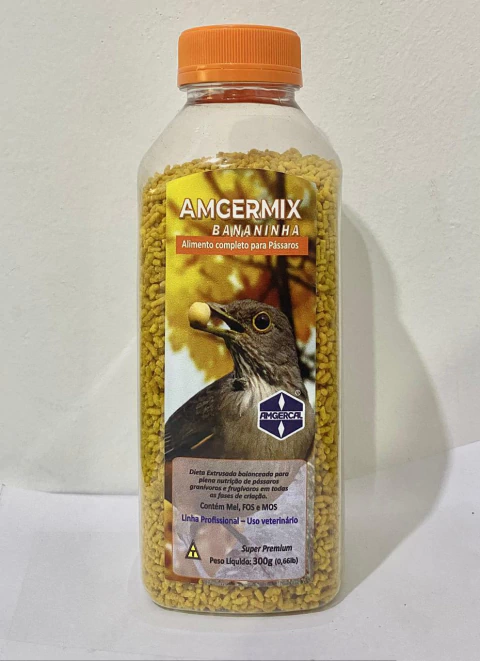 AMGERMIX
BANANINHA
Alimento completo para Pássaros
AMGERCAL
®
Dieta Extrusada balanceada para
plena nutrição de pássaros
granívoros e frugívoros em todas
as fases de criação.
Contém Mel, FOS e MOS
Linha Profissional – Uso veterinário
Super Premium
Peso Líquido: 300g (0,66lb)